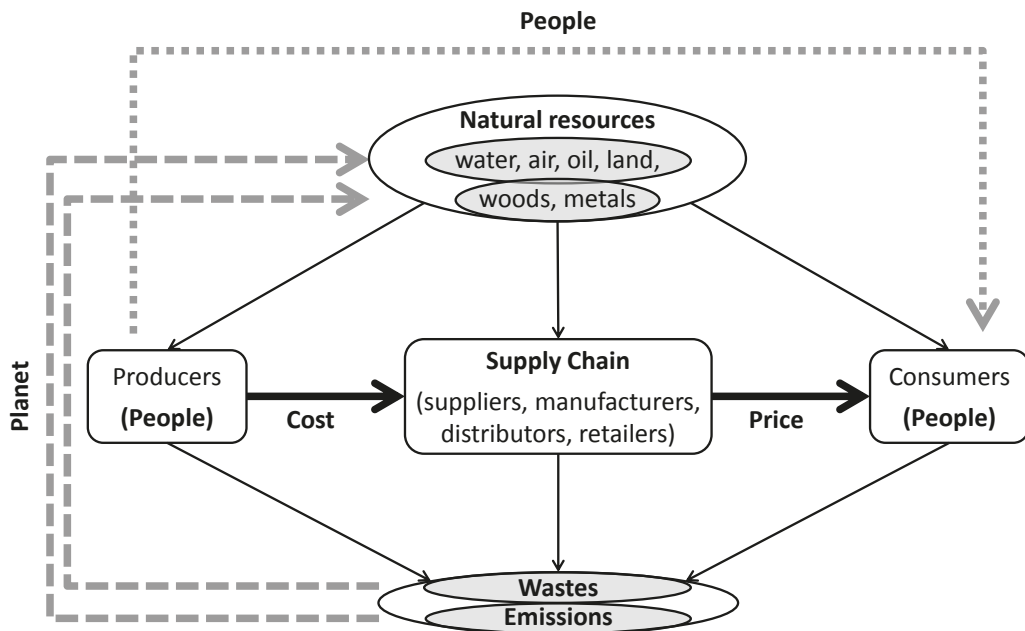 People
Natural resources
water, air, oil, land,
woods, metals
Planet
Producers
(People)
Cost
Supply Chain
(suppliers, manufacturers,
distributors, retailers)
Price
Consumers
(People)
Wastes
Emissions